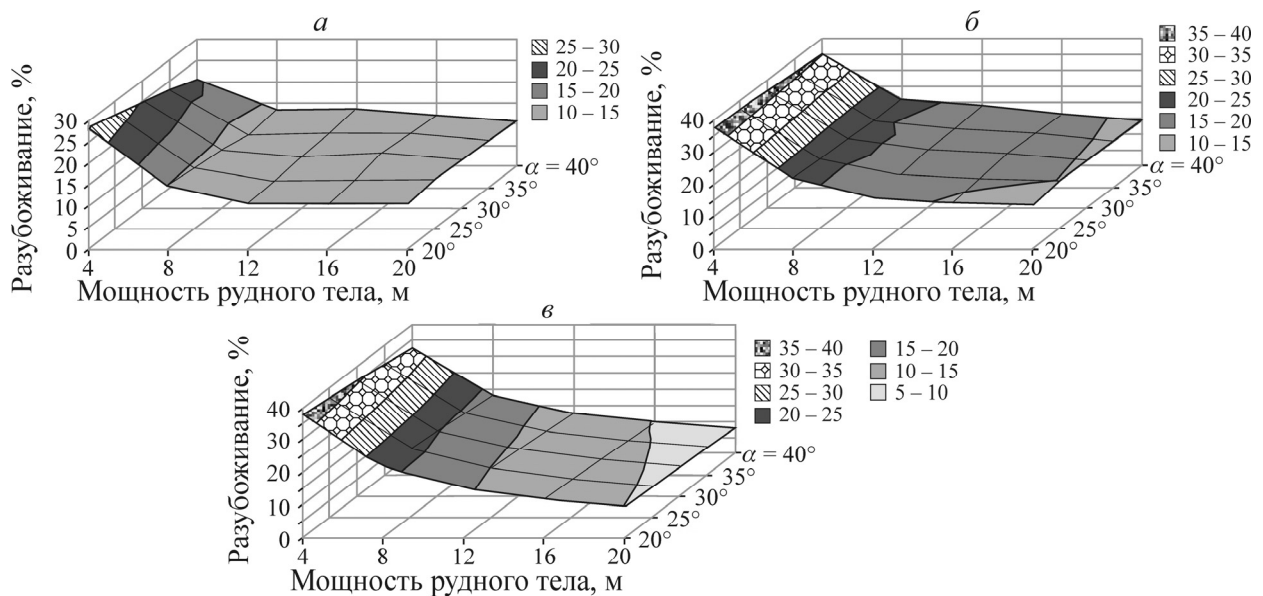 а
25 – 30
20 – 25
15 – 20
10 – 15
Разубоживание, %
30
25
20
15
10
5
0
4 8 12 16 20
20°
25°
30°
35°
α = 40°
Мощность рудного тела, м
б
35 – 40
30 – 35
25 – 30
20 – 25
15 – 20
10 – 15
Разубоживание, %
40
30
20
10
0
4 8 12 16 20
20°
25°
30°
35°
α = 40°
Мощность рудного тела, м
в
35 – 40
30 – 35
25 – 30
20 – 25
15 – 20
10 – 15
5 – 10
Разубоживание, %
40
30
20
10
0
4 8 12 16 20
20°
25°
30°
35°
α = 40°
Мощность рудного тела, м